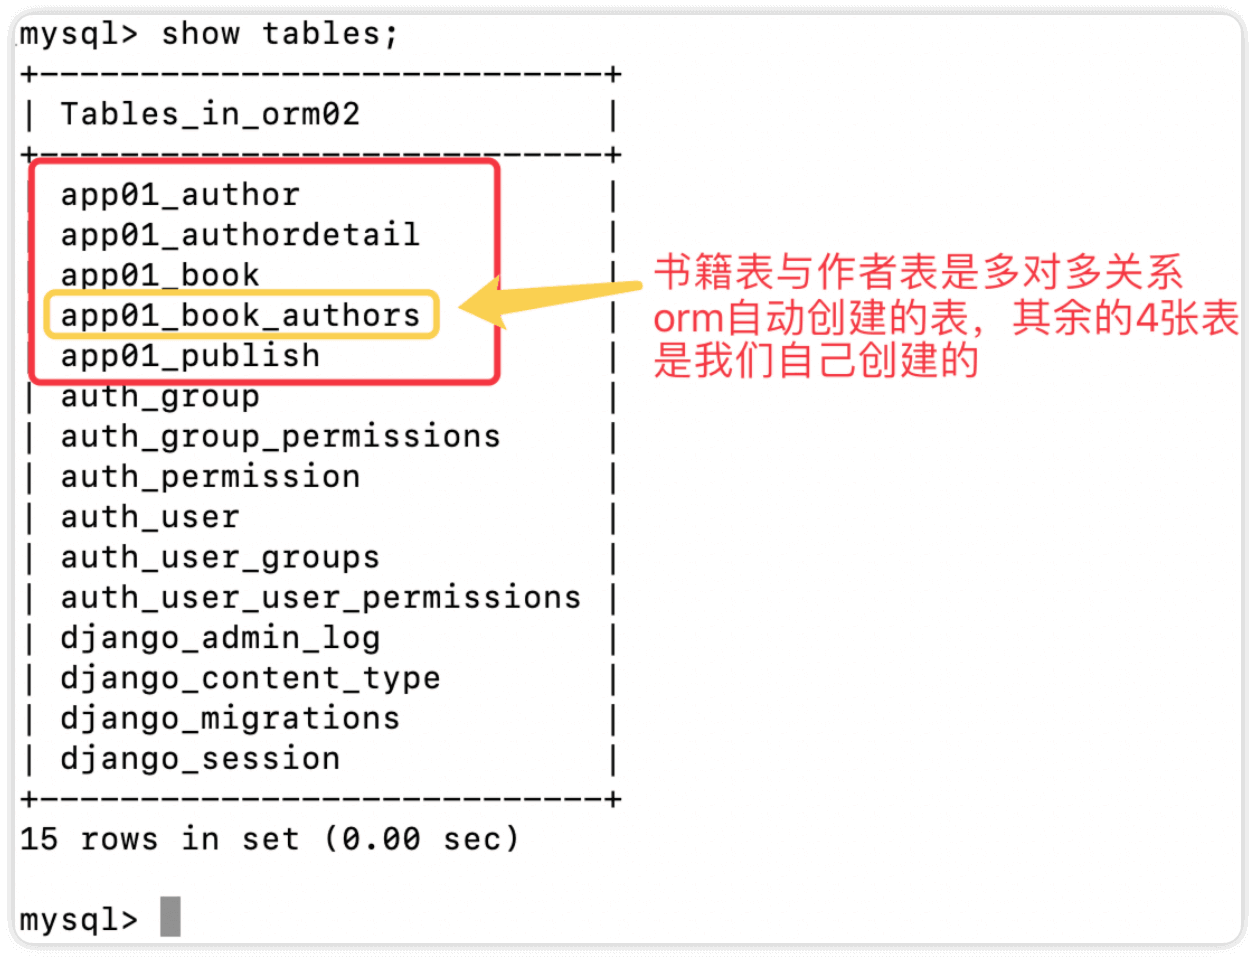 mysql> show tables;
+-----------------------------+
| Tables_in_orm02             |
+-----------------------------+
| app01_author                |
| app01_authordetail          |
| app01_book                  |
| app01_book_authors          |
| app01_publish               |
书籍表与作者表是多对多关系
orm自动创建的表，其余的4张表
是我们自己创建的
| auth_group                  |
| auth_group_permissions      |
| auth_permission             |
| auth_user                   |
| auth_user_groups            |
| auth_user_user_permissions  |
| django_admin_log            |
| django_content_type         |
| django_migrations           |
| django_session              |
+-----------------------------+
15 rows in set (0.00 sec)
mysql>